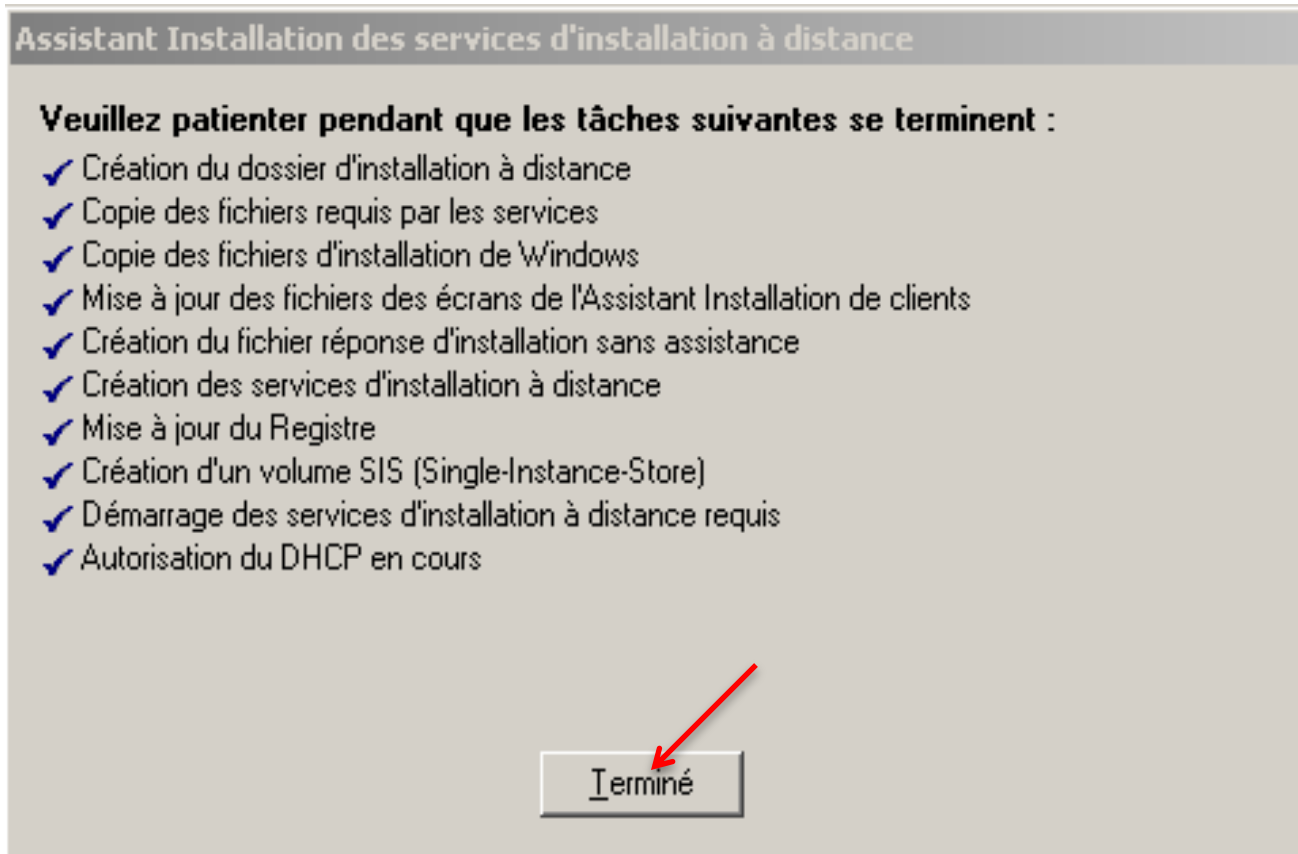 Assistant Installation des services d'installation à distance
Veuillez patienter pendant que les tâches suivantes se terminent :
Création du dossier d'installation à distance
Copie des fichiers requis par les services
Copie des fichiers d'installation de Windows
Mise à jour des fichiers des écrans de l'Assistant Installation de clients
Création du fichier réponse d'installation sans assistance
Création des services d'installation à distance
Mise à jour du Registre
Création d'un volume SIS (Single-Instance-Store)
Démarrage des services d'installation à distance requis
Autorisation du DHCP en cours
Terminé